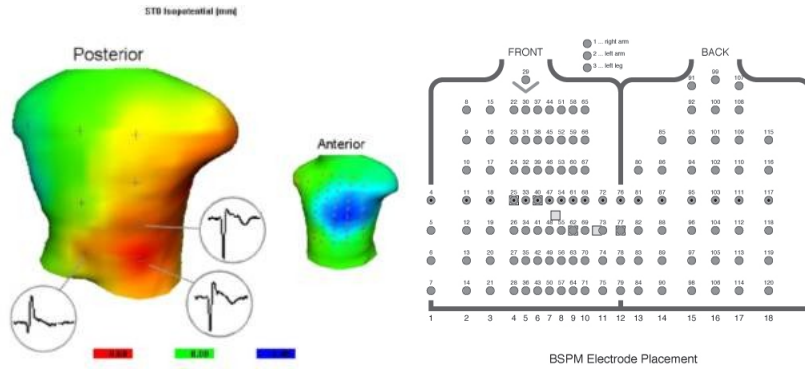 ST0 Isopotential [mm]
Posterior
Anterior
0.00
FRONT
BACK
1 ... right arm
2 ... left arm
3 ... left leg
29 99
91 107
8 15 22 30 37 44 51 58 65 92 100 108
9 16 23 31 38 45 52 59 66 85 93 101 109 115
10 17 24 32 39 46 53 60 67 80 86 94 102 110 116
4 11 18 25 33 40 47 54 61 68 72 76 81 87 95 103 111 117
5 12 19 26 34 41 48 55 62 69 73 77 82 88 96 104 112 118
6 13 20 27 35 42 49 56 63 70 74 78 83 89 97 105 113 119
7 14 21 28 36 43 50 57 64 71 75 79 84 90 98 106 114 120
1 2 3 4 5 6 7 8 9 10 11 12 13 14 15 16 17 18
BSPM Electrode Placement